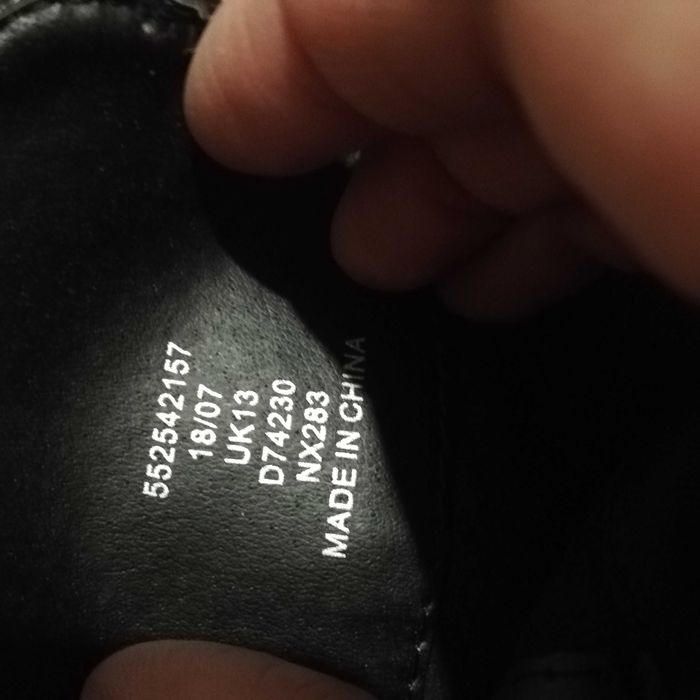 552542157
18/07
UK13
D74230
NX283
MADE IN CHINA